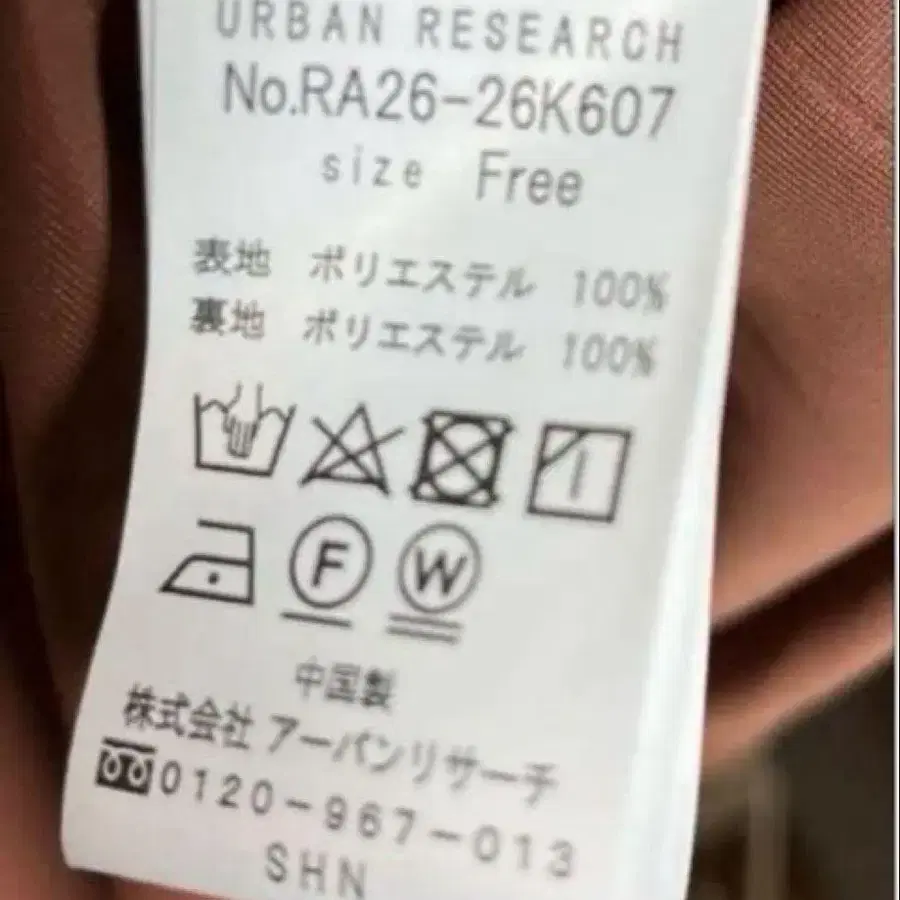 URBAN RESEARCH
No.RA26-26K607
size Free
表地 ポリエステル 100%
裏地 ポリエステル 100%
F W
中国製
株式会社 アーバンリサーチ
0120-967-013
SHN